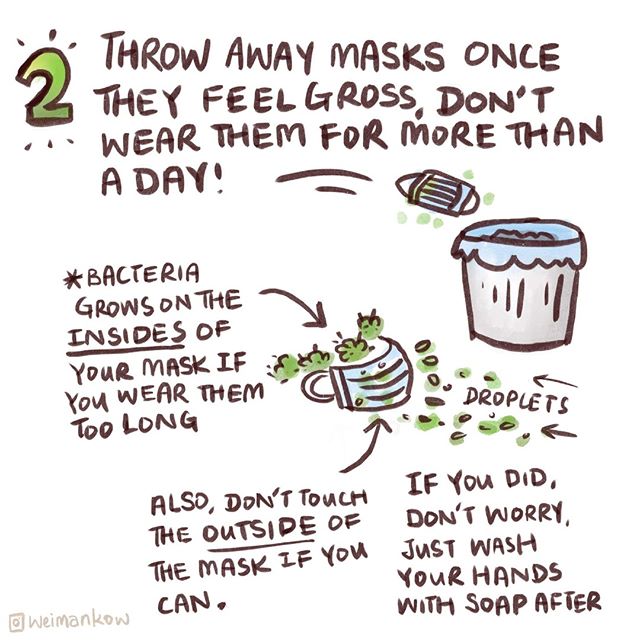 2
THROW AWAY MASKS ONCE
THEY FEEL GROSS, DON'T
WEAR THEM FOR MORE THAN
A DAY!
*BACTERIA
GROWS ON THE
INSIDES OF
YOUR MASK IF
YOU WEAR THEM
TOO LONG
DROPLETS
ALSO, DON'T TOUCH
THE OUTSIDE OF
THE MASK IF YOU
CAN.
IF YOU DID,
DON'T WORRY,
JUST WASH
YOUR HANDS
WITH SOAP AFTER
weimankow